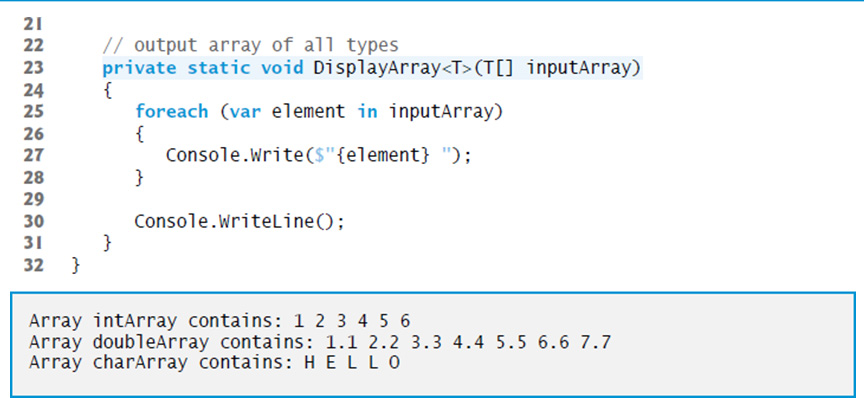 21
22 // output array of all types
23 private static void DisplayArray<T>(T[] inputArray)
24 {
25 foreach (var element in inputArray)
26 {
27 Console.Write($"{element} ");
28 }
29
30 Console.WriteLine();
31 }
32 }
Array intArray contains: 1 2 3 4 5 6
Array doubleArray contains: 1.1 2.2 3.3 4.4 5.5 6.6 7.7
Array charArray contains: H E L L O